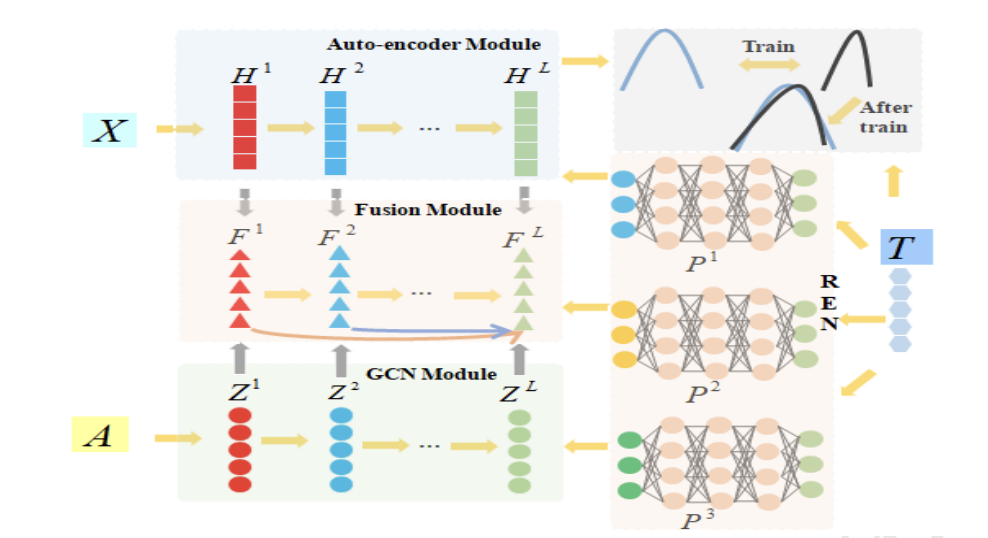 Auto-encoder Module
H 1
H 2
...
H L
X
Train
After
train
Fusion Module
F 1
F 2
...
F L
P 1
T
R
E
N
P 2
GCN Module
Z 1
Z 2
...
Z L
A
P 3